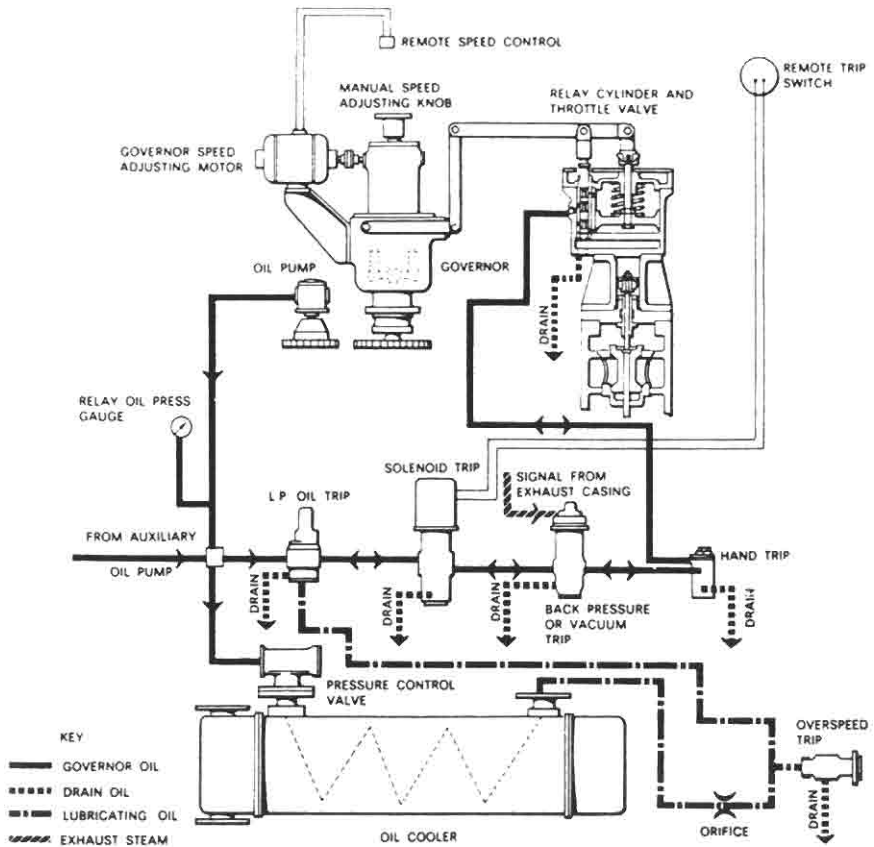 REMOTE SPEED CONTROL
REMOTE TRIP
SWITCH
MANUAL SPEED
ADJUSTING KNOB
RELAY CYLINDER AND
THROTTLE VALVE
GOVERNOR SPEED
ADJUSTING MOTOR
OIL PUMP
GOVERNOR
DRAIN
RELAY OIL PRESS
GAUGE
SOLENOID TRIP
SIGNAL FROM
EXHAUST CASING
L P OIL TRIP
HAND TRIP
FROM AUXILIARY
OIL PUMP
DRAIN
DRAIN
DRAIN
BACK PRESSURE
OR VACUUM
TRIP
DRAIN
PRESSURE CONTROL
VALVE
OVERSPEED
TRIP
KEY
GOVERNOR OIL
DRAIN OIL
LUBRICATING OIL
EXHAUST STEAM
OIL COOLER
ORIFICE
DRAIN